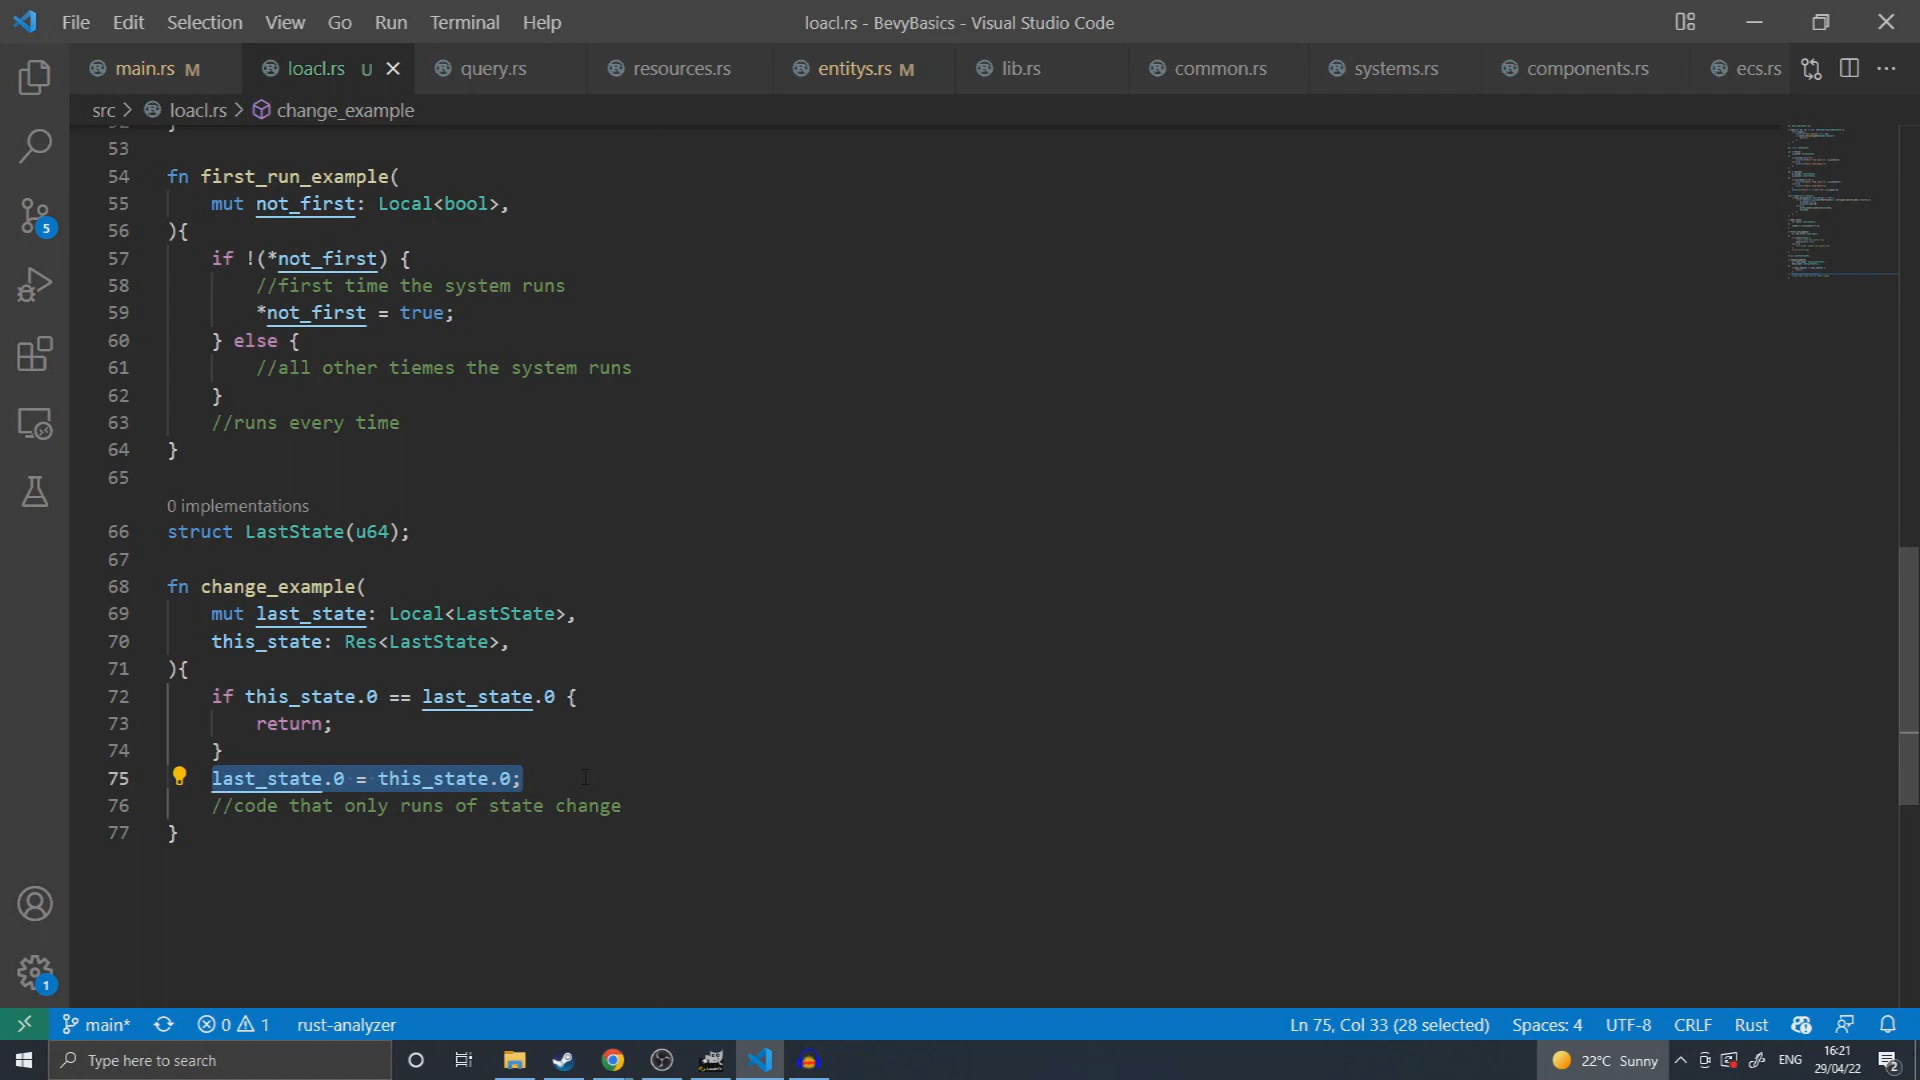 File Edit Selection View Go Run Terminal Help
loacl.rs - BevyBasics - Visual Studio Code
main.rs M loacl.rs U query.rs resources.rs entitys.rs M lib.rs common.rs systems.rs components.rs ecs.rs
src > loacl.rs > change_example
53
54 fn first_run_example(
55 mut not_first: Local<bool>,
56 ){
57 if !(*not_first) {
58 //first time the system runs
59 *not_first = true;
60 } else {
61 //all other tiemes the system runs
62 }
63 //runs every time
64 }
65
0 implementations
66 struct LastState(u64);
67
68 fn change_example(
69 mut last_state: Local<LastState>,
70 this_state: Res<LastState>,
71 ){
72 if this_state.0 == last_state.0 {
73 return;
74 }
75 last_state.0 = this_state.0;
76 //code that only runs of state change
77 }
5
1
main* 0 1 rust-analyzer
Ln 75, Col 33 (28 selected) Spaces: 4 UTF-8 CRLF Rust
Type here to search
22°C Sunny ENG
16:21
29/04/22
2